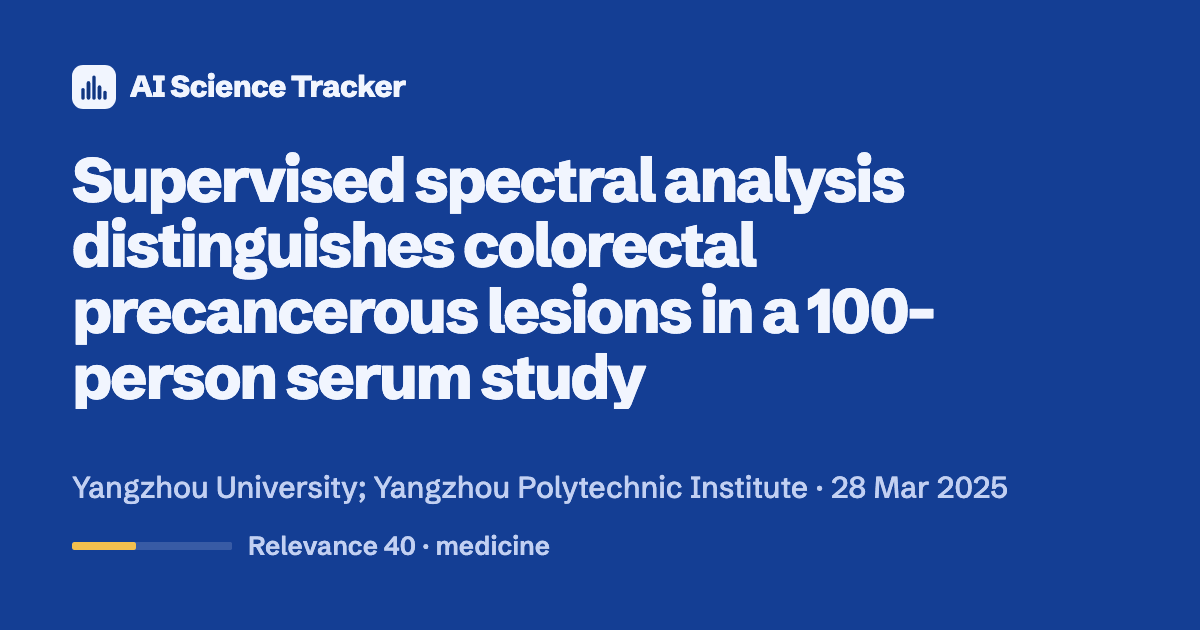 AI Science Tracker
Supervised spectral analysis
distinguishes colorectal
precancerous lesions in a 100-
person serum study
Yangzhou University; Yangzhou Polytechnic Institute · 28 Mar 2025
Relevance 40 · medicine